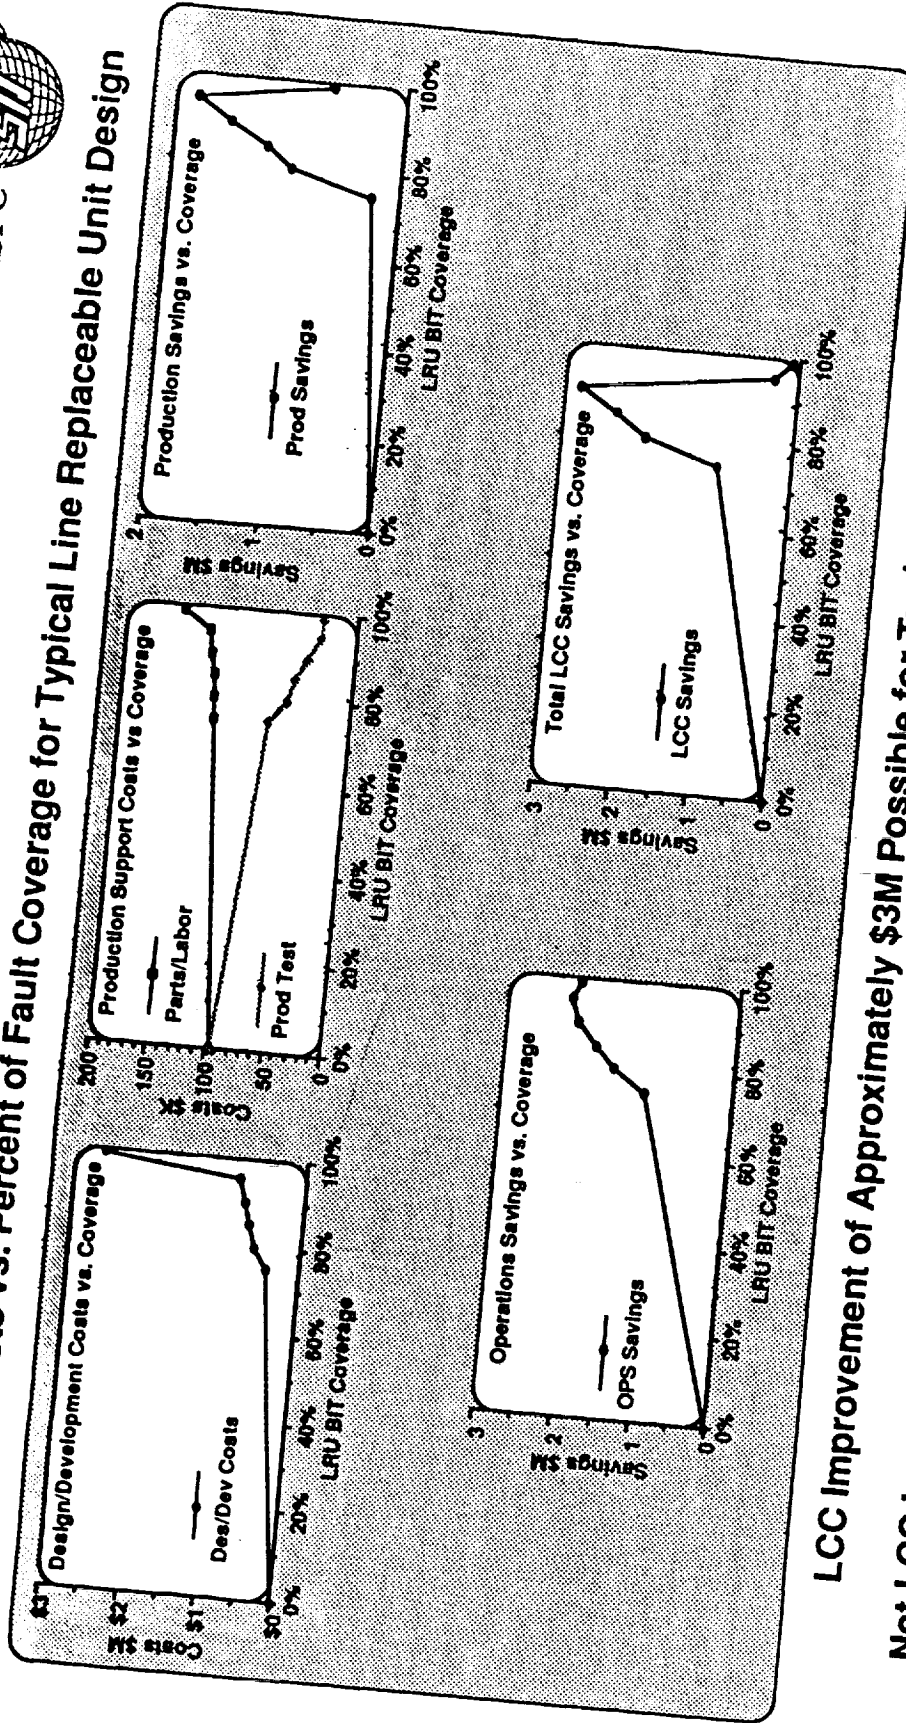 vs. Percent of Fault Coverage for Typical Line Replaceable Unit Design
Design/Development Costs vs. Coverage
Costs $M
$3
$2
$1
$0
Des/Dev Costs
0%
20%
40%
60%
80%
100%
LRU BIT Coverage
Production Support Costs vs Coverage
Costs $K
200
150
100
50
0
Parts/Labor
Prod Test
0%
20%
40%
60%
80%
100%
LRU BIT Coverage
Production Savings vs. Coverage
Savings $M
2
1
0
Prod Savings
0%
20%
40%
60%
80%
100%
LRU BIT Coverage
Operations Savings vs. Coverage
Savings $M
3
2
1
0
OPS Savings
0%
20%
40%
60%
80%
100%
LRU BIT Coverage
Total LCC Savings vs. Coverage
Savings $M
3
2
1
0
LCC Savings
0%
20%
40%
60%
80%
100%
LRU BIT Coverage
LCC Improvement of Approximately $3M Possible for